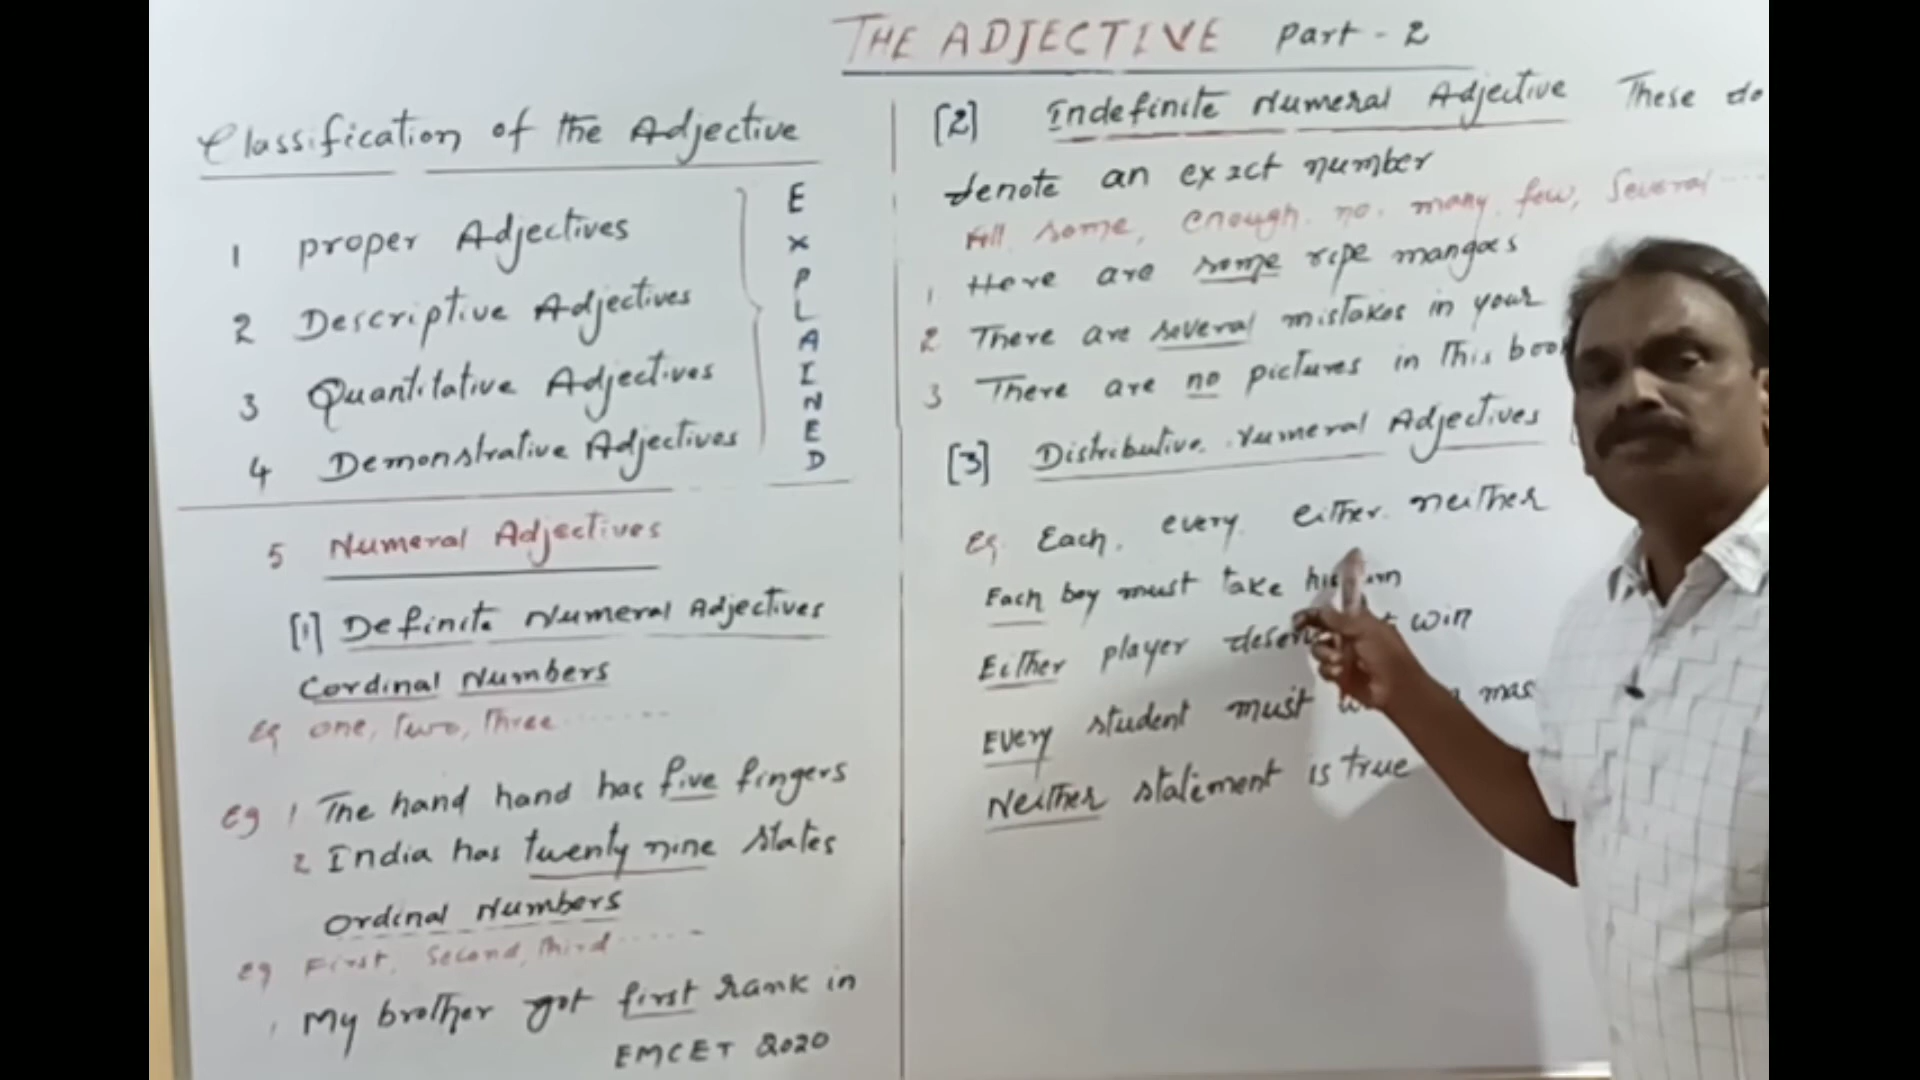 THE ADJECTIVE Part - 2
Classification of the Adjective
1 proper Adjectives
2 Descriptive Adjectives
3 Quantitative Adjectives
4 Demonstrative Adjectives
EXPLAINED
5 Numeral Adjectives
[1] Definite Numeral Adjectives
Cordinal Numbers
eg one, Two, Three.......
eg 1 The hand hand has five fingers
2 India has twenty nine states
Ordinal Numbers
eg First, Second, Third.....
1 My brother got first rank in
EMCET 2020
[2] Indefinite Numeral Adjective These do
denote an exact number
All some, enough. no. many. few, Several....
1. Here are some ripe mangoes
2 There are several mistakes in your
3 There are no pictures in this
[3] Distributive Numeral Adjectives
Eg. Each. every. either. neither
Each boy must take
Either player win
Every student must
Neither statement is true